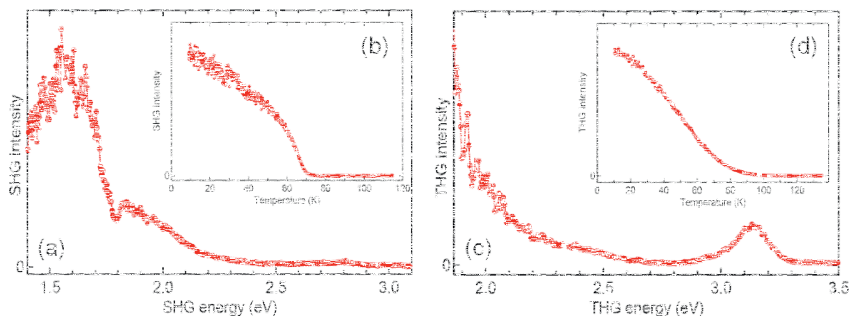 (b)
SHG intensity
0
0
20
40
60
80
100
120
Temperature (K)
SHG intensity
0
(a)
1.5
2.0
2.5
3.0
SHG energy (eV)
(d)
THG intensity
0
0
20
40
60
80
100
120
Temperature (K)
THG intensity
0
(c)
2.0
2.5
3.0
3.5
THG energy (eV)